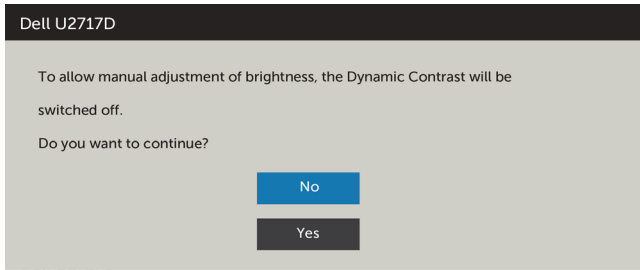 Dell U2717D
To allow manual adjustment of brightness, the Dynamic Contrast will be
switched off.
Do you want to continue?
No
Yes